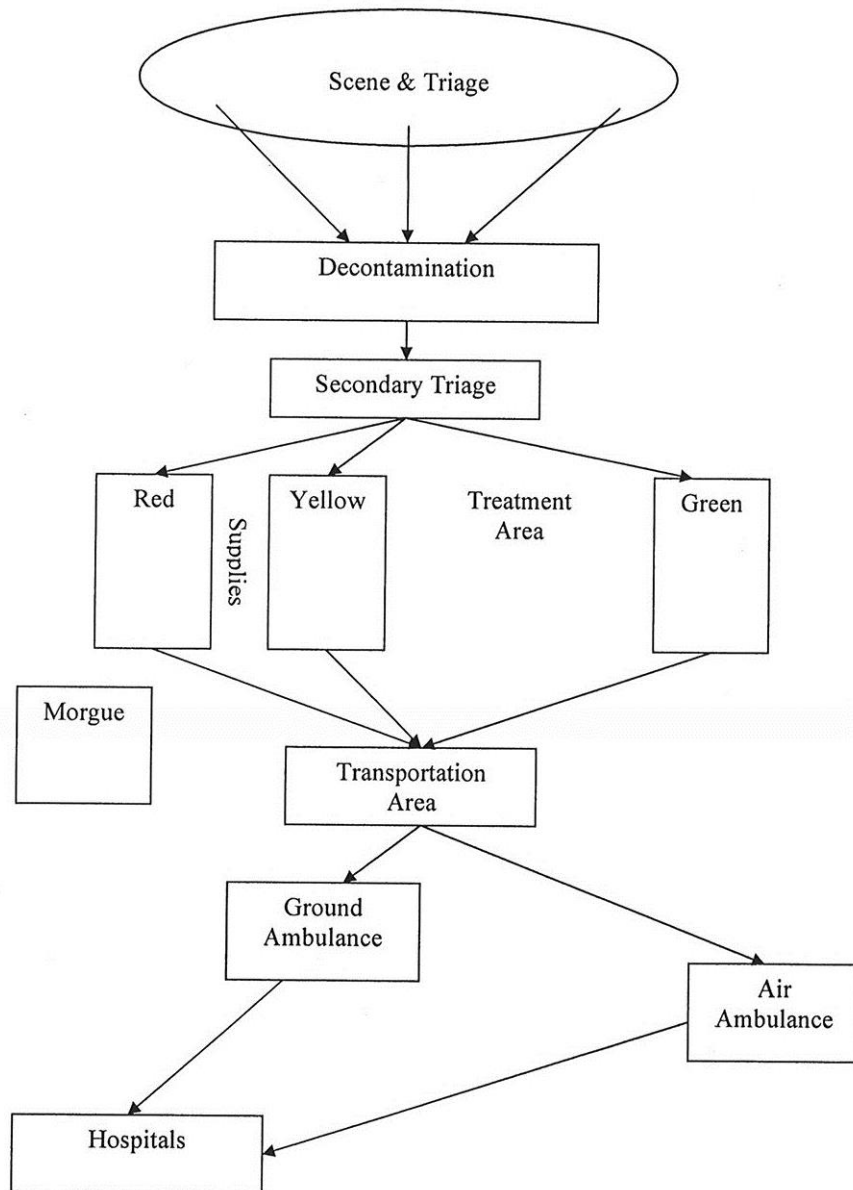 Scene & Triage
Decontamination
Secondary Triage
Red
Supplies
Yellow
Treatment
Area
Green
Morgue
Transportation
Area
Ground
Ambulance
Air
Ambulance
Hospitals